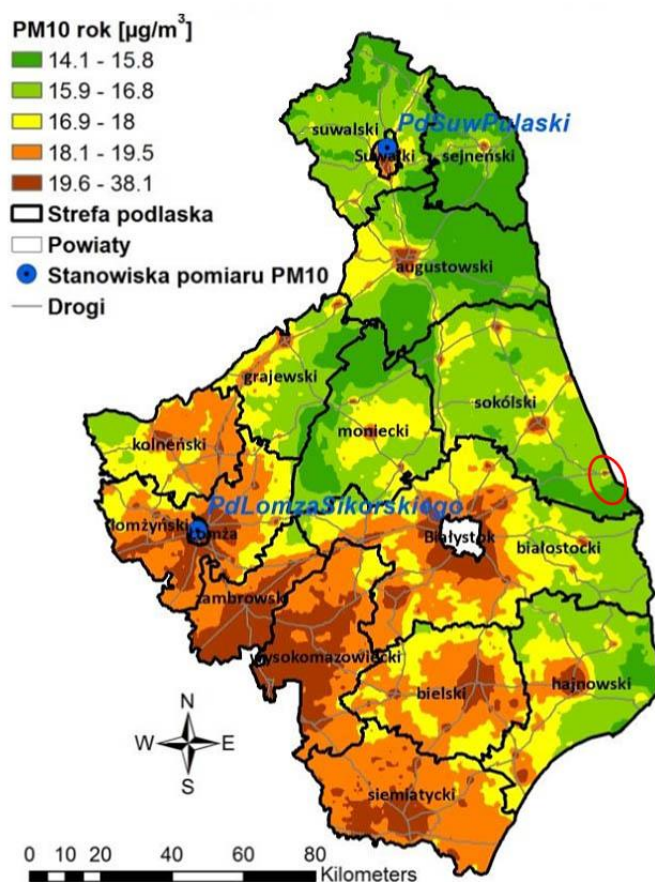 PM10 rok [µg/m³]
14.1 - 15.8
15.9 - 16.8
16.9 - 18
18.1 - 19.5
19.6 - 38.1
Strefa podlaska
Powiaty
Stanowiska pomiaru PM10
Drogi
PdSuwPulaski
suwalski
Suwałki
sejneński
augustowski
grajewski
sokólski
kolneński
moniecki
PdLomzaSikorskiego
łomżyński
Łomża
Białystok
białostocki
zambrowski
wysokomazowiecki
bielski
hajnowski
siemiatycki
N
W
E
S
0 20 40 60 80
Kilometers